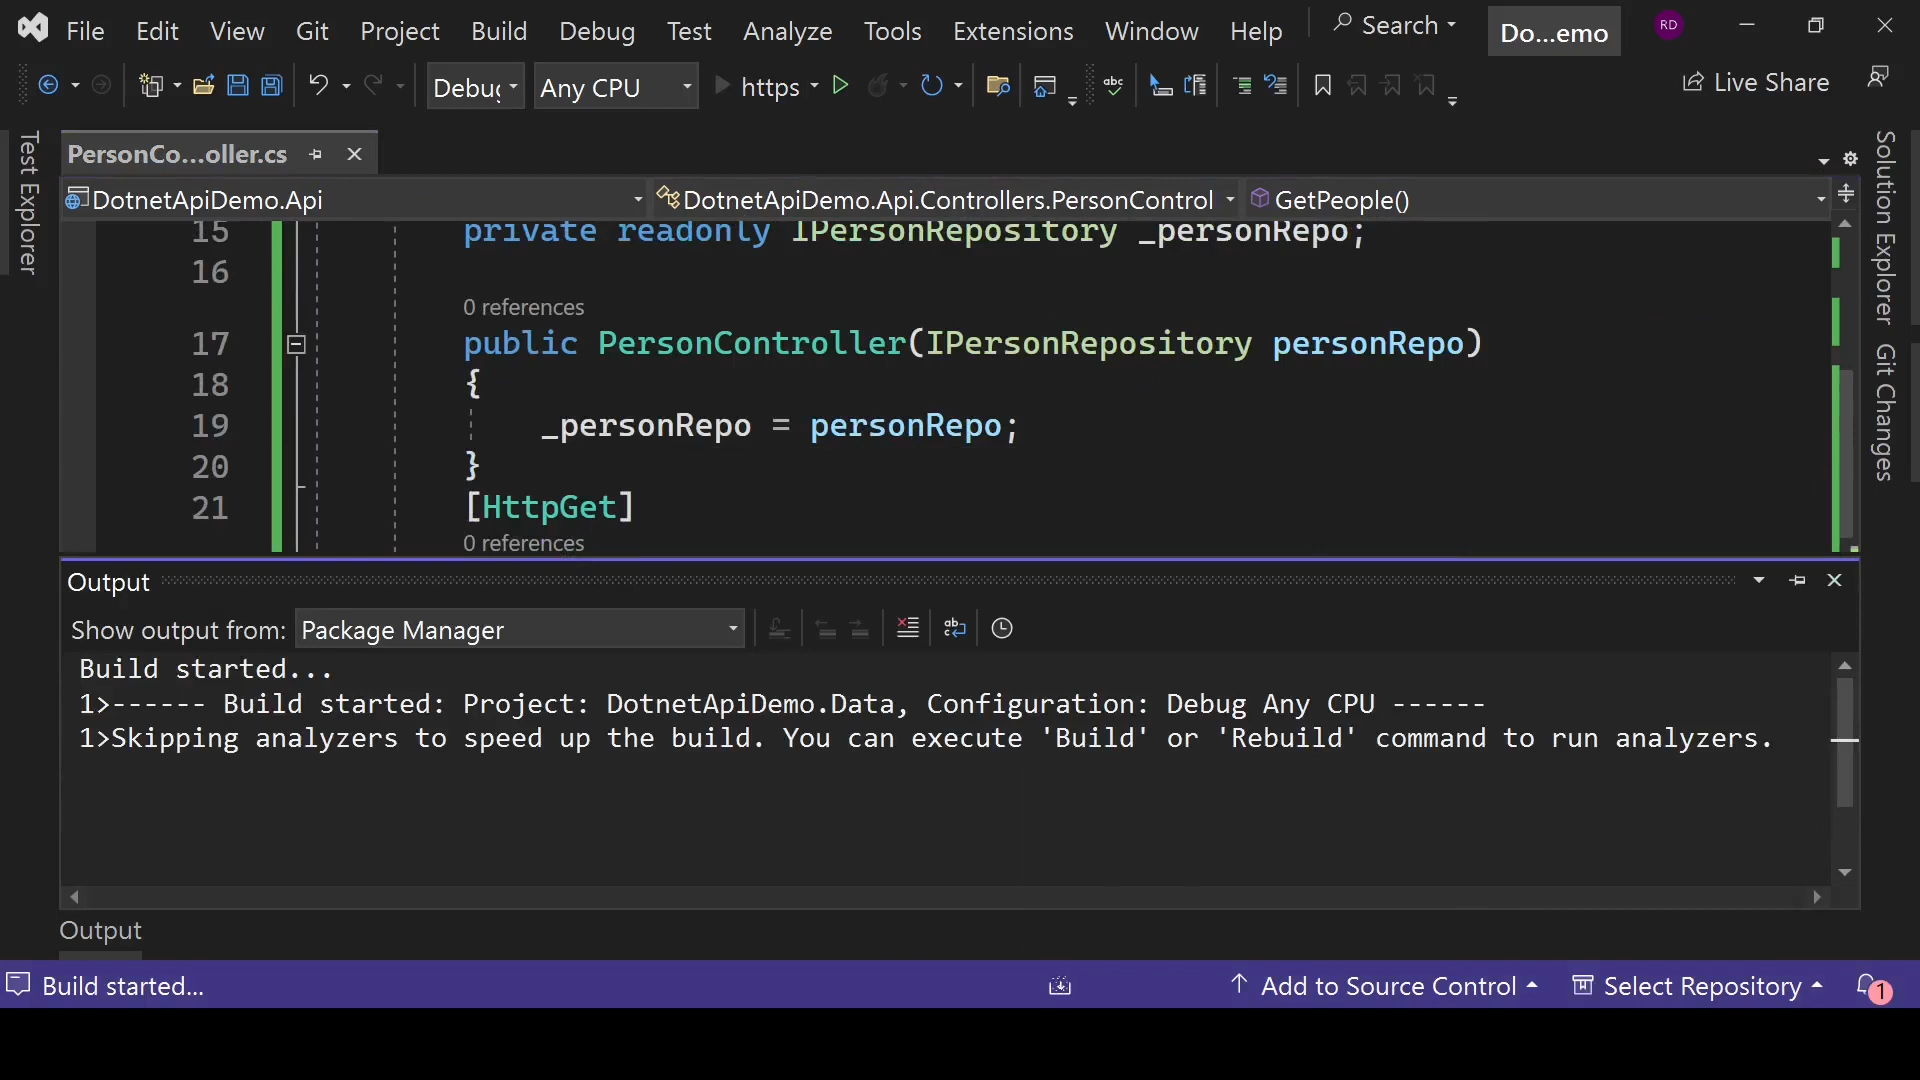 File Edit View Git Project Build Debug Test Analyze Tools Extensions Window Help Search Do...emo RD
Debug Any CPU https Live Share
Test Explorer
PersonCo...oller.cs
DotnetApiDemo.Api DotnetApiDemo.Api.Controllers.PersonControl GetPeople()
15 private readonly IPersonRepository _personRepo;
16
0 references
17 public PersonController(IPersonRepository personRepo)
18 {
19 _personRepo = personRepo;
20 }
21 [HttpGet]
0 references
Solution Explorer
Git Changes
Output
Show output from: Package Manager
Build started...
1>------ Build started: Project: DotnetApiDemo.Data, Configuration: Debug Any CPU ------
1>Skipping analyzers to speed up the build. You can execute 'Build' or 'Rebuild' command to run analyzers.
Output
Build started... Add to Source Control Select Repository 1